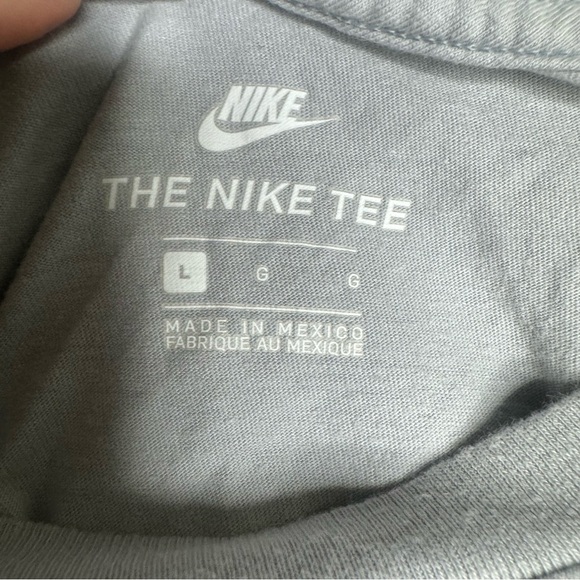 NIKE
THE NIKE TEE
L G G
MADE IN MEXICO
FABRIQUE AU MEXIQUE